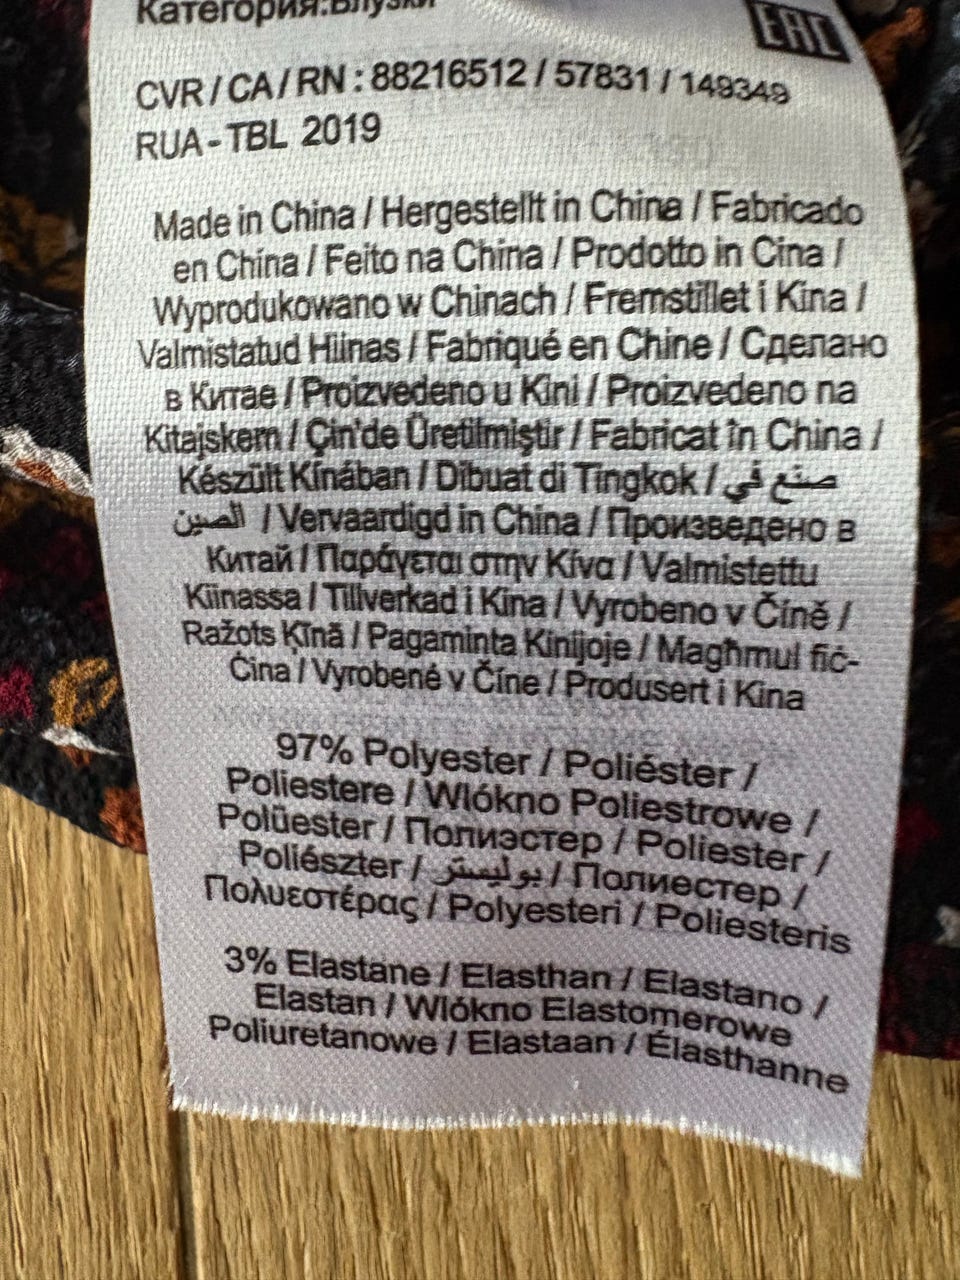 Категория:Блузки
EAC
CVR / CA / RN : 88216512 / 57831 / 149349
RUA - TBL 2019
Made in China / Hergestellt in China / Fabricado
en China / Feito na China / Prodotto in Cina /
Wyprodukowano w Chinach / Fremstillet i Kina /
Valmistatud Hiinas / Fabriqué en Chine / Сделано
в Китае / Proizvedeno u Kini / Proizvedeno na
Kitajskem / Çin'de Üretilmiştir / Fabricat în China /
Készült Kínában / Dibuat di Tingkok / صنع في
الصين / Vervaardigd in China / Произведено в
Китай / Παράγεται στην Κίνα / Valmistettu
Kiinassa / Tillverkad i Kina / Vyrobeno v Číně /
Ražots Ķīnā / Pagaminta Kinijoje / Magħmul fiċ-
Ċina / Vyrobené v Číne / Produsert i Kina
97% Polyester / Poliéster /
Poliestere / Wlókno Poliestrowe /
Polüester / Полиэстер / Poliester /
Poliészter / بوليستر / Полиестер /
Πολυεστέρας / Polyesteri / Poliesteris
3% Elastane / Elasthan / Elastano /
Elastan / Wlókno Elastomerowe
Poliuretanowe / Elastaan / Élasthanne